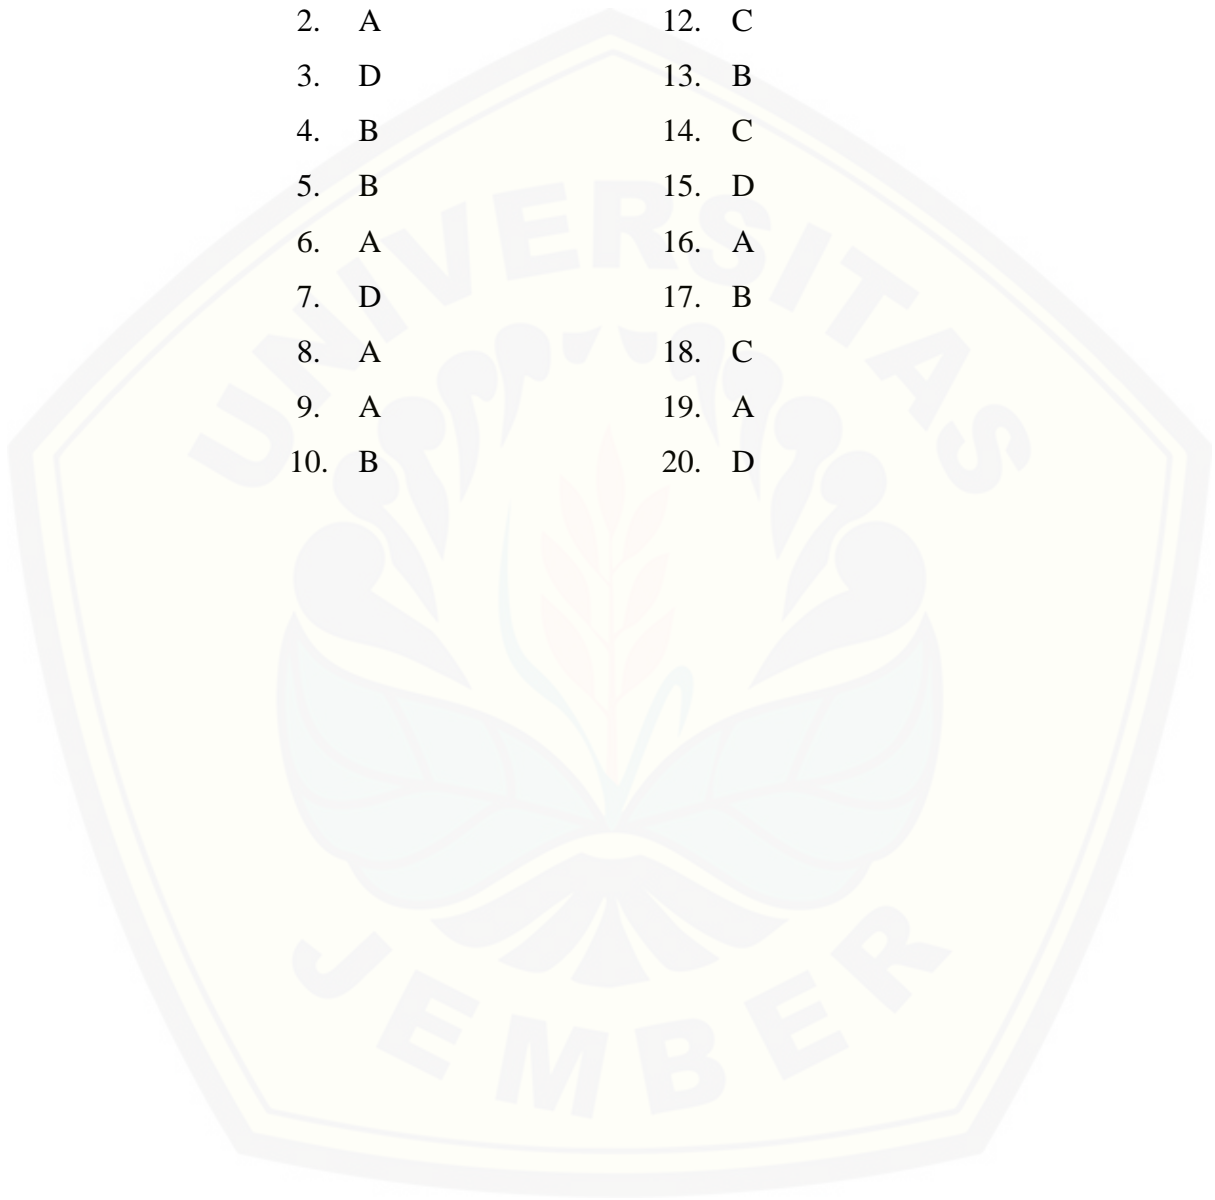 2. A 12. C
3. D 13. B
4. B 14. C
5. B 15. D
6. A 16. A
7. D 17. B
8. A 18. C
9. A 19. A
10. B 20. D
UNIVERSITAS
JEMBER